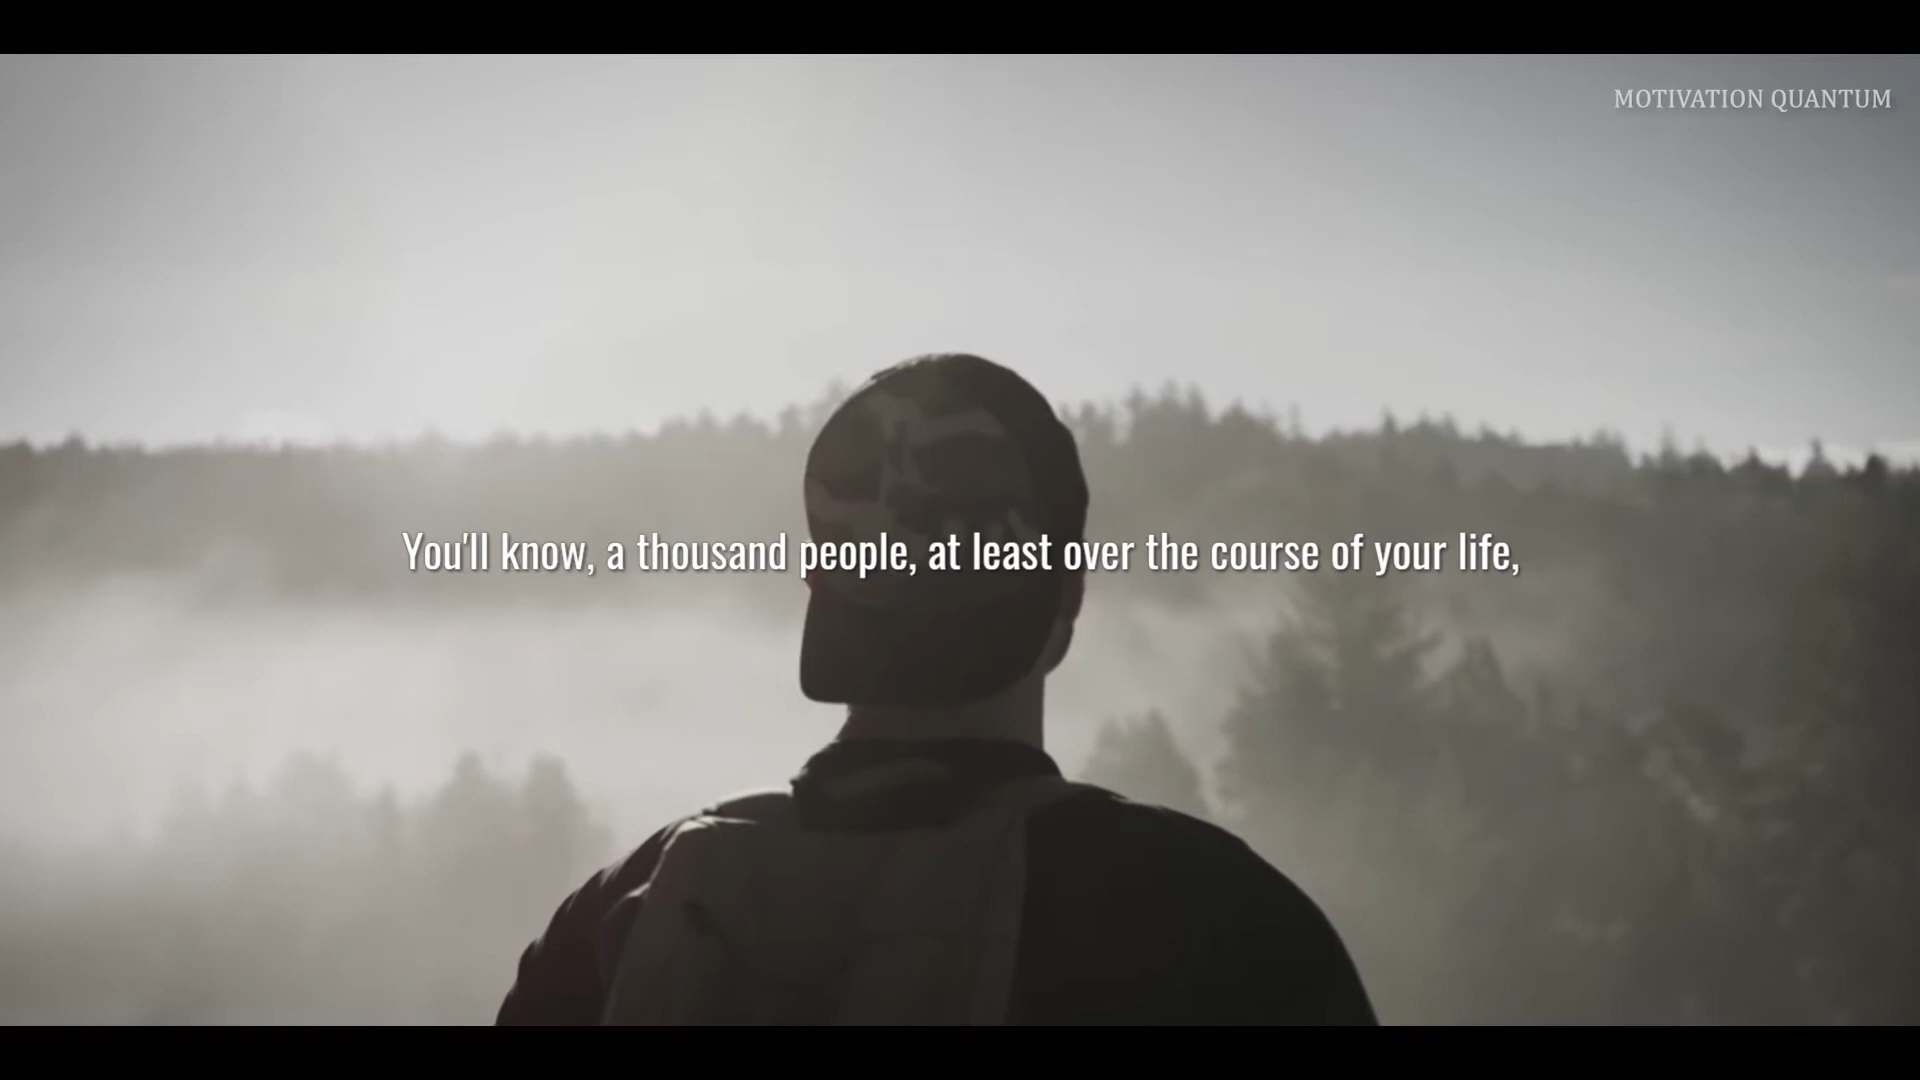 MOTIVATION QUANTUM
You'll know, a thousand people, at least over the course of your life,